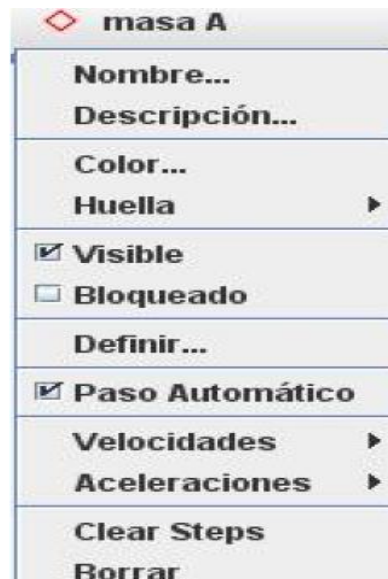 masa A
Nombre...
Descripción...
Color...
Huella
Visible
Bloqueado
Definir...
Paso Automático
Velocidades
Aceleraciones
Clear Steps
Borrar